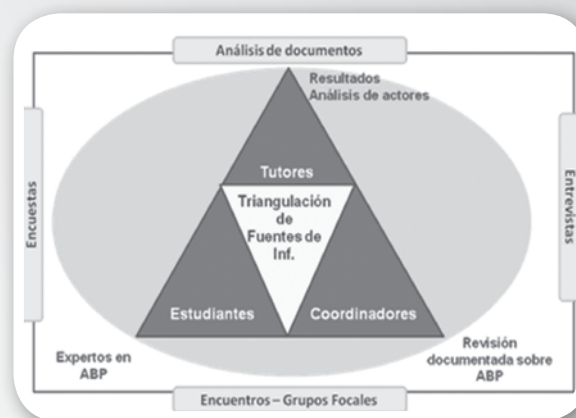 Análisis de documentos
Resultados
Análisis de actores
Encuestas
Entrevistas
Tutores
Triangulación
de
Fuentes de
Inf.
Estudiantes
Coordinadores
Expertos en
ABP
Revisión
documentada sobre
ABP
Encuentros – Grupos Focales